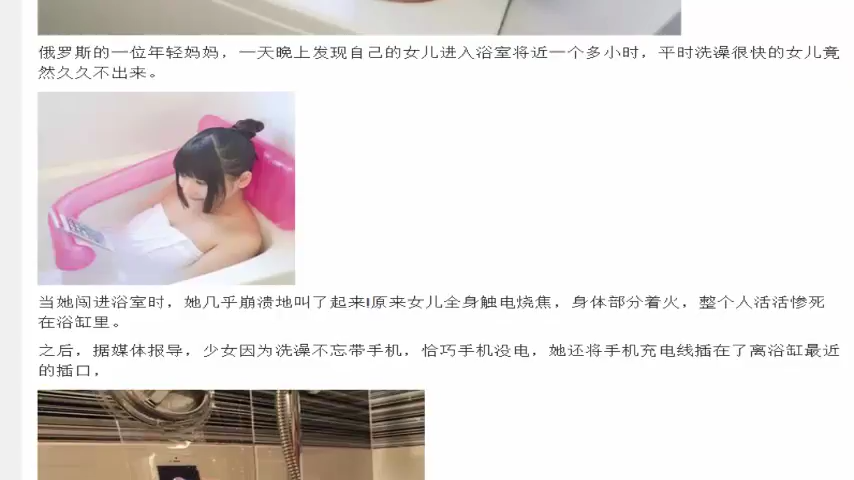 俄罗斯的一位年轻妈妈，一天晚上发现自己的女儿进入浴室将近一个多小时，平时洗澡很快的女儿竟
然久久不出来。
当她闯进浴室时，她几乎崩溃地叫了起来!原来女儿全身触电烧焦，身体部分着火，整个人活活惨死
在浴缸里。
之后，据媒体报导，少女因为洗澡不忘带手机，恰巧手机没电，她还将手机充电线插在了离浴缸最近
的插口，